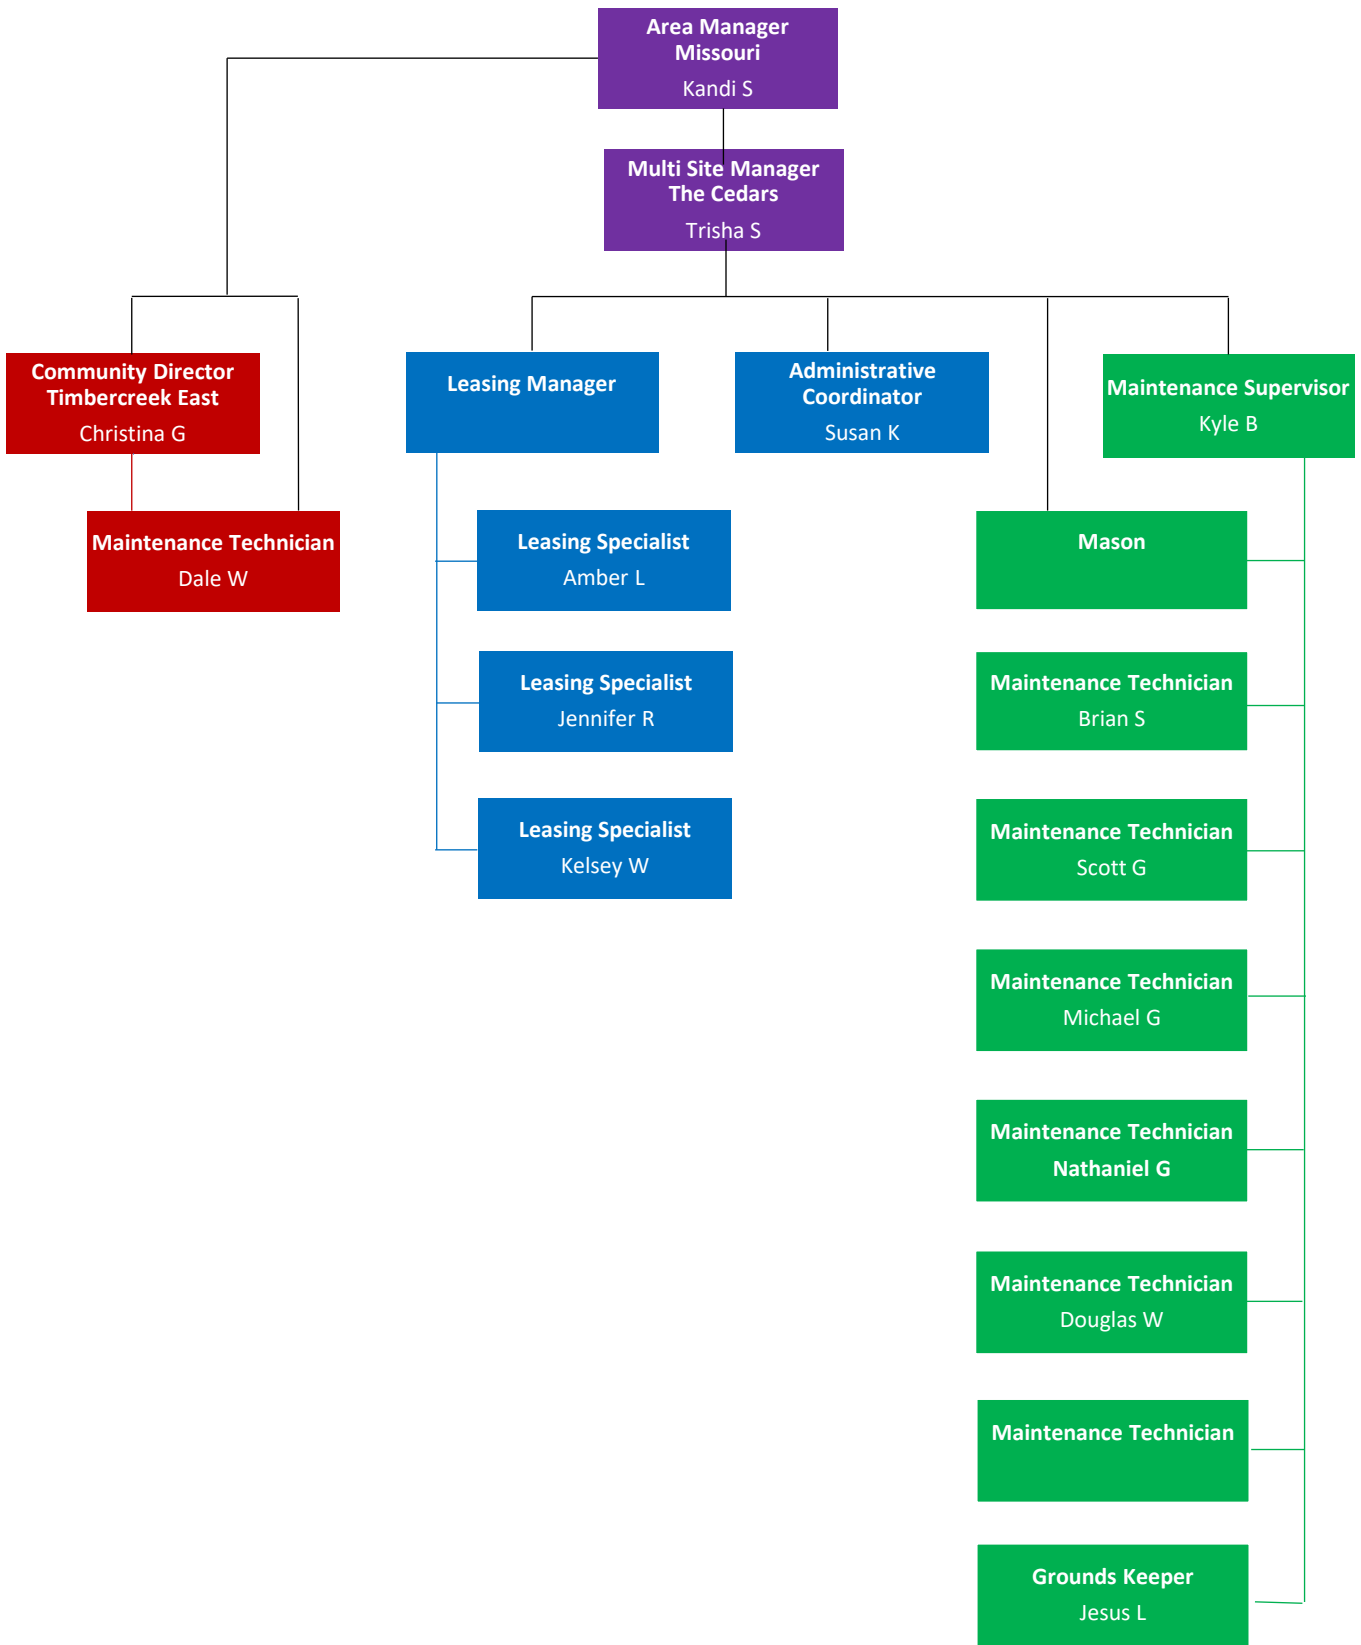 Area Manager
Missouri
Kandi S
Multi Site Manager
The Cedars
Trisha S
Community Director
Timbercreek East
Christina G
Leasing Manager
Administrative
Coordinator
Susan K
Maintenance Supervisor
Kyle B
Maintenance Technician
Dale W
Leasing Specialist
Amber L
Mason
Leasing Specialist
Jennifer R
Maintenance Technician
Brian S
Leasing Specialist
Kelsey W
Maintenance Technician
Scott G
Maintenance Technician
Michael G
Maintenance Technician
Nathaniel G
Maintenance Technician
Douglas W
Maintenance Technician
Grounds Keeper
Jesus L